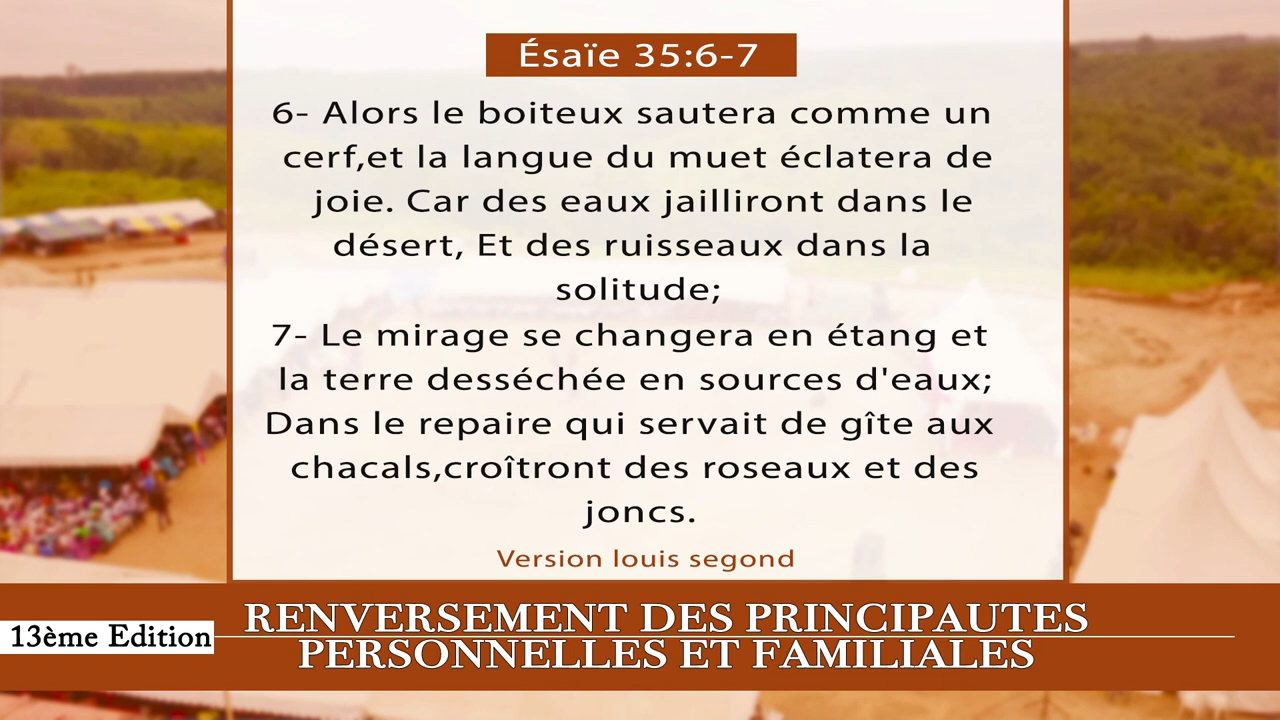 Ésaïe 35:6-7
6- Alors le boiteux sautera comme un
cerf,et la langue du muet éclatera de
joie. Car des eaux jailliront dans le
désert, Et des ruisseaux dans la
solitude;
7- Le mirage se changera en étang et
la terre desséchée en sources d'eaux;
Dans le repaire qui servait de gîte aux
chacals,croîtront des roseaux et des
joncs.
Version louis segond
13ème Edition
RENVERSEMENT DES PRINCIPAUTES
PERSONNELLES ET FAMILIALES